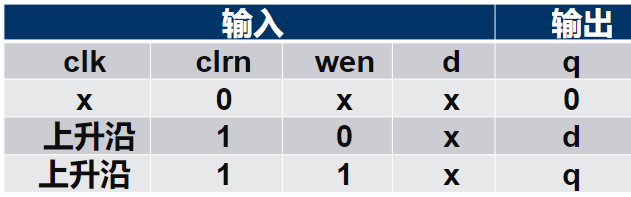 输入 输出
clk clrn wen d q
x 0 x x 0
上升沿 1 0 x d
上升沿 1 1 x q